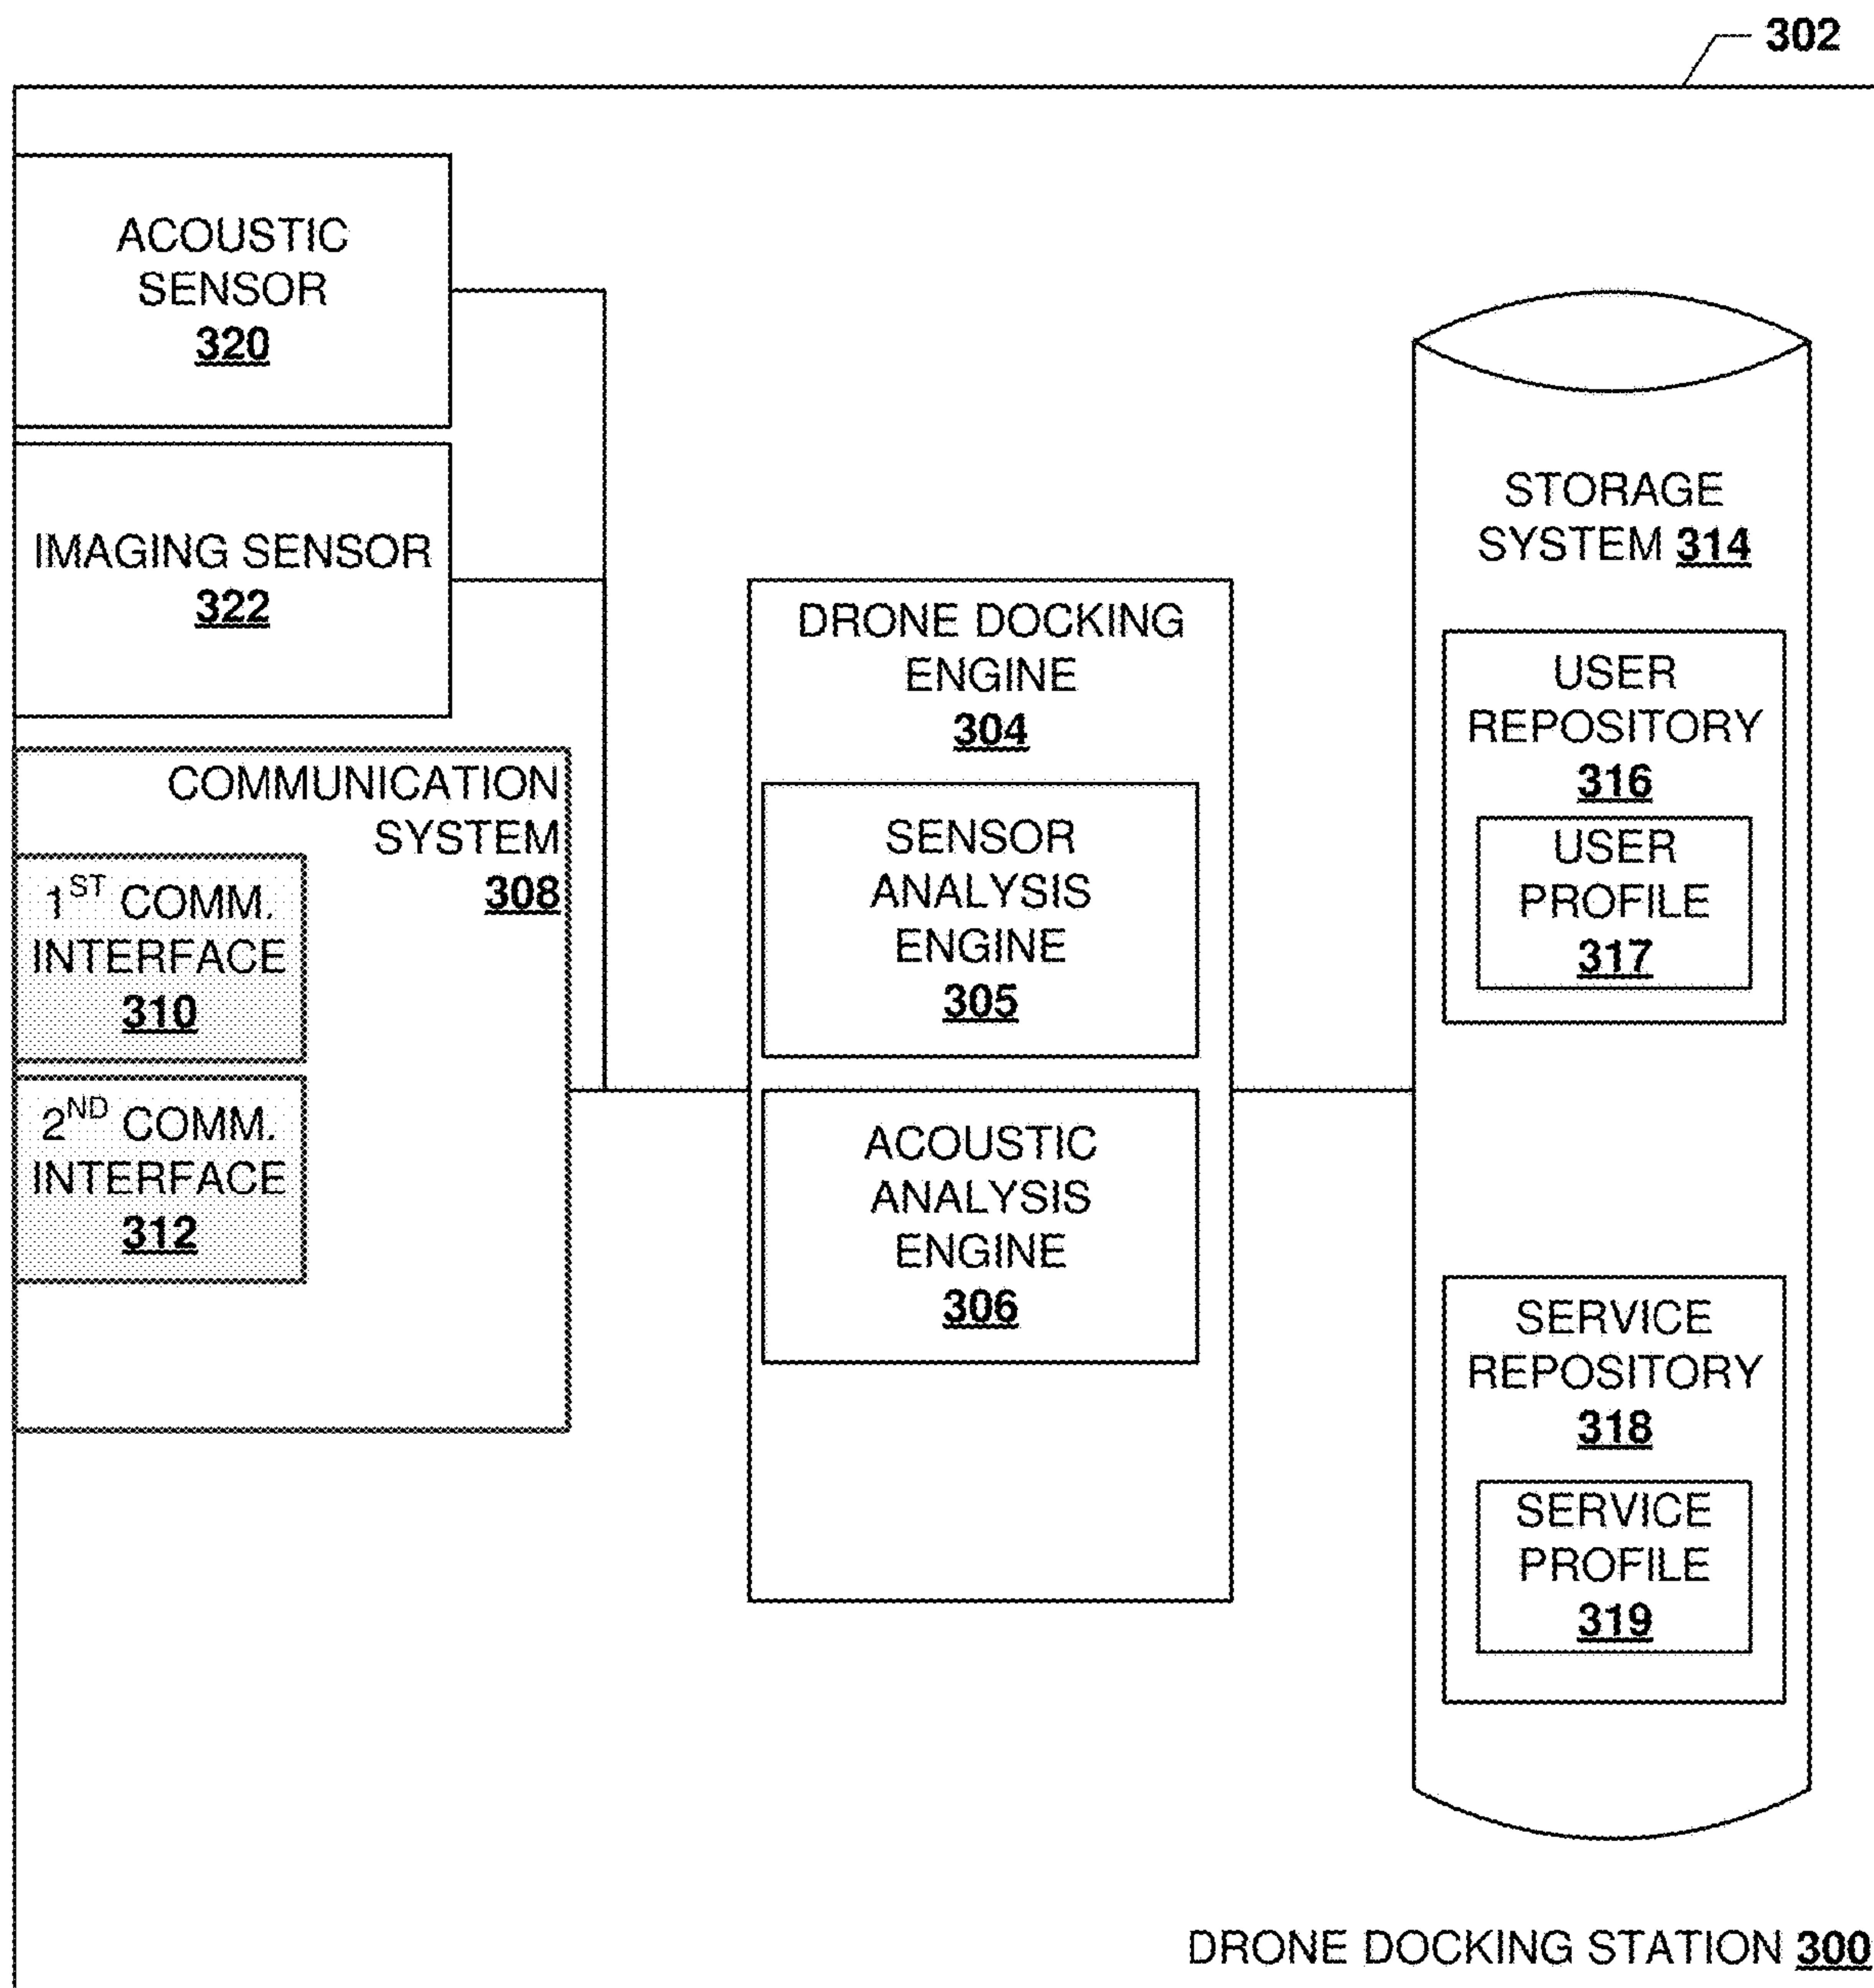 302
ACOUSTIC
SENSOR
320
IMAGING SENSOR
322
COMMUNICATION
SYSTEM
308
1ST COMM.
INTERFACE
310
2ND COMM.
INTERFACE
312
DRONE DOCKING
ENGINE
304
SENSOR
ANALYSIS
ENGINE
305
ACOUSTIC
ANALYSIS
ENGINE
306
STORAGE
SYSTEM 314
USER
REPOSITORY
316
USER
PROFILE
317
SERVICE
REPOSITORY
318
SERVICE
PROFILE
319
DRONE DOCKING STATION 300